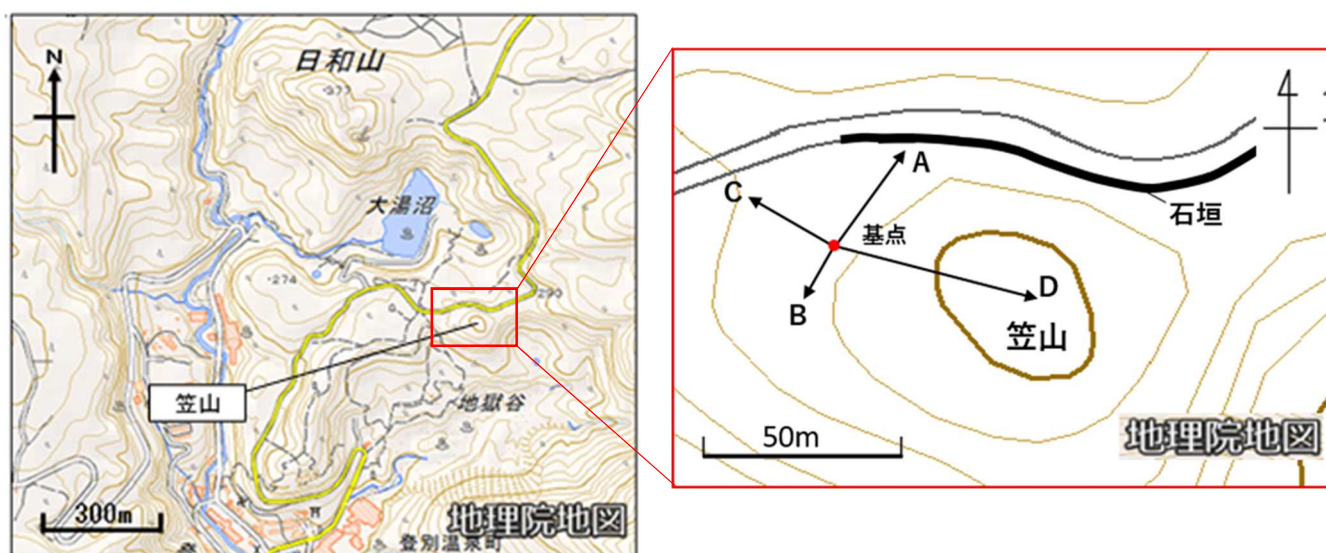 N
日和山
・377
大湯沼
・274
笠山
地獄谷
300m
地理院地図
登別温泉町
A
C
石垣
基点
D
B
笠山
50m
地理院地図